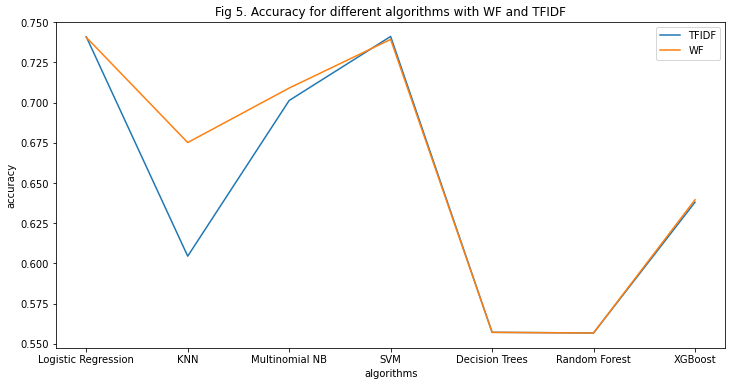 Fig 5. Accuracy for different algorithms with WF and TFIDF
TFIDF
WF
accuracy
0.750
0.725
0.700
0.675
0.650
0.625
0.600
0.575
0.550
Logistic Regression
KNN
Multinomial NB
SVM
Decision Trees
Random Forest
XGBoost
algorithms